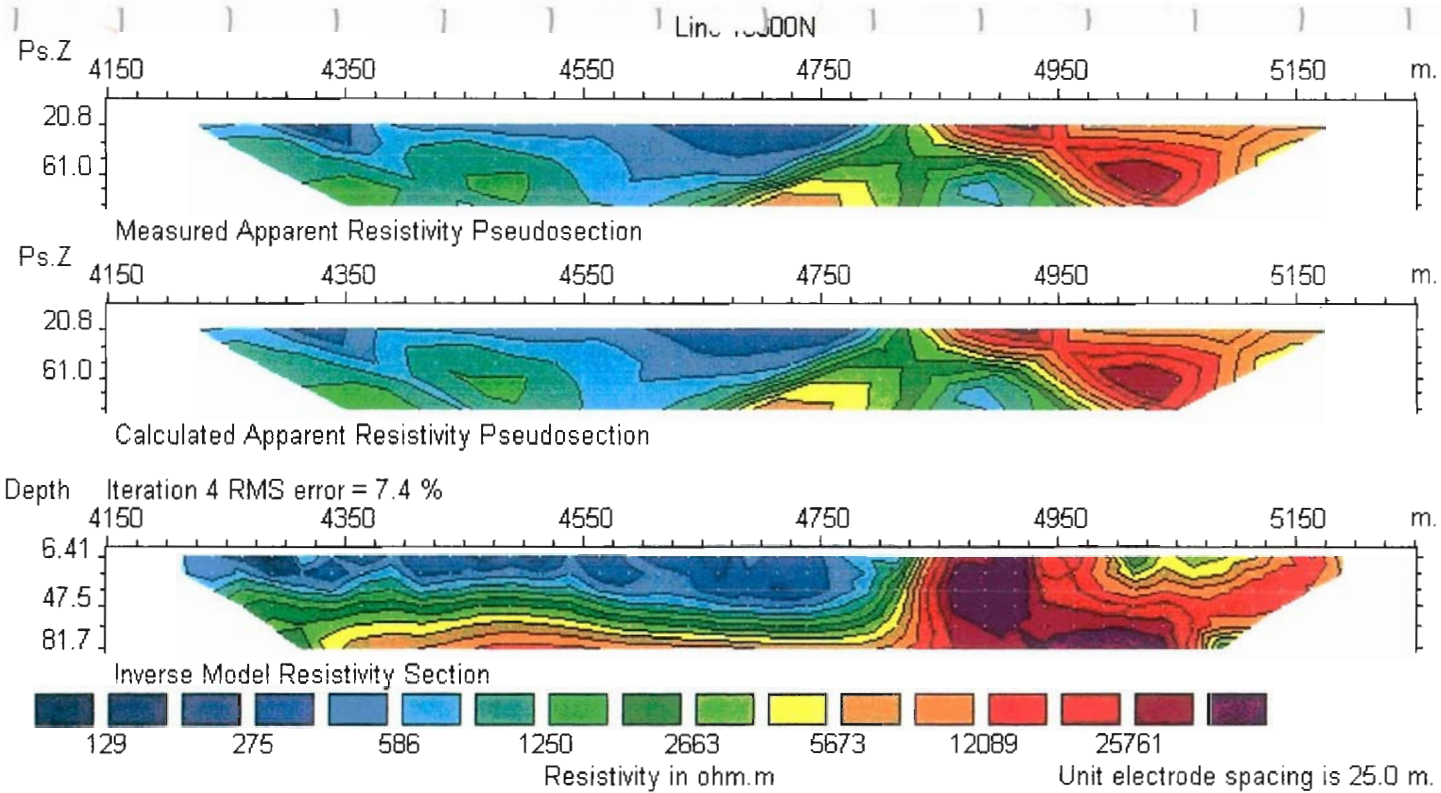 Line
Ps.Z
4150 4350 4550 4750 4950 5150 m.
20.8
61.0
Measured Apparent Resistivity Pseudosection
Ps.Z
4150 4350 4550 4750 4950 5150 m.
20.8
61.0
Calculated Apparent Resistivity Pseudosection
Depth Iteration 4 RMS error = 7.4 %
4150 4350 4550 4750 4950 5150 m.
6.41
47.5
81.7
Inverse Model Resistivity Section
129 275 586 1250 2663 5673 12089 25761
Resistivity in ohm.m Unit electrode spacing is 25.0 m.